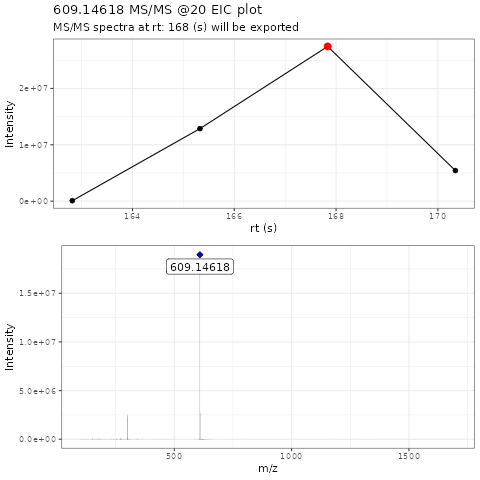 609.14618 MS/MS @20 EIC plot
MS/MS spectra at rt: 168 (s) will be exported
Intensity
2e+07
1e+07
0e+00
164
166
168
170
rt (s)
609.14618
Intensity
1.5e+07
1.0e+07
5.0e+06
0.0e+00
500
1000
1500
m/z